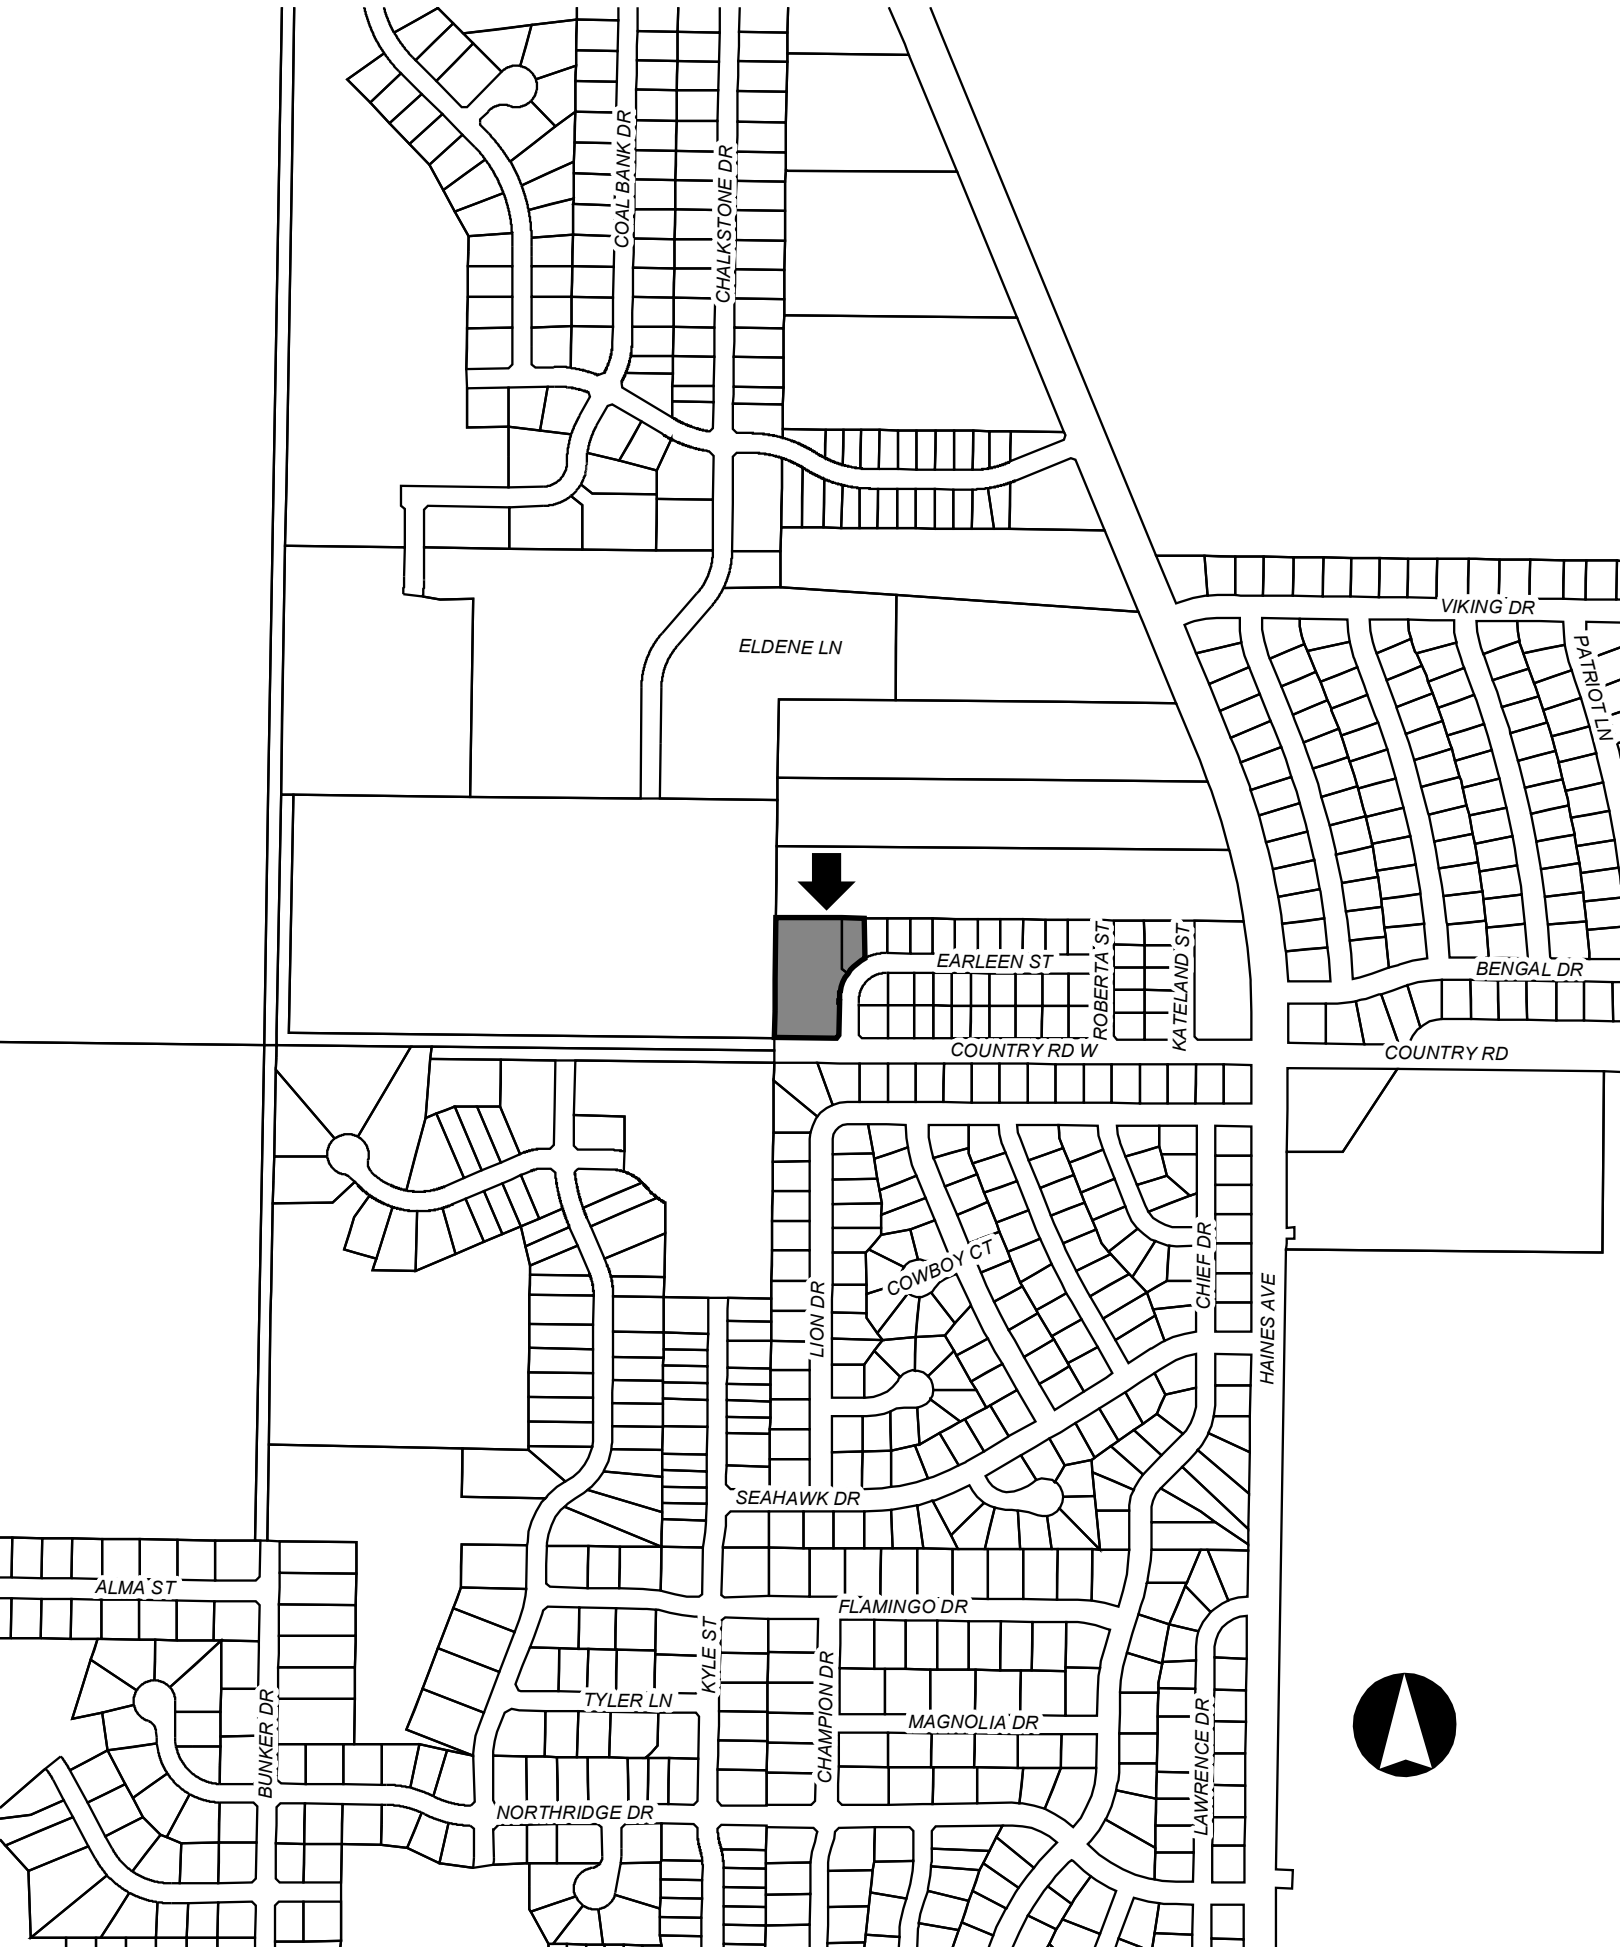 COAL BANK DR
CHALKSTONE DR
VIKING DR
PATRIOT LN
ELDENE LN
EARLEEN ST
ROBERTA ST
KATELAND ST
BENGAL DR
COUNTRY RD W
COUNTRY RD
COWBOY CT
CHIEF DR
LION DR
HAINES AVE
SEAHAWK DR
ALMA ST
FLAMINGO DR
KYLE ST
TYLER LN
CHAMPION DR
MAGNOLIA DR
LAWRENCE DR
BUNKER DR
NORTHRIDGE DR